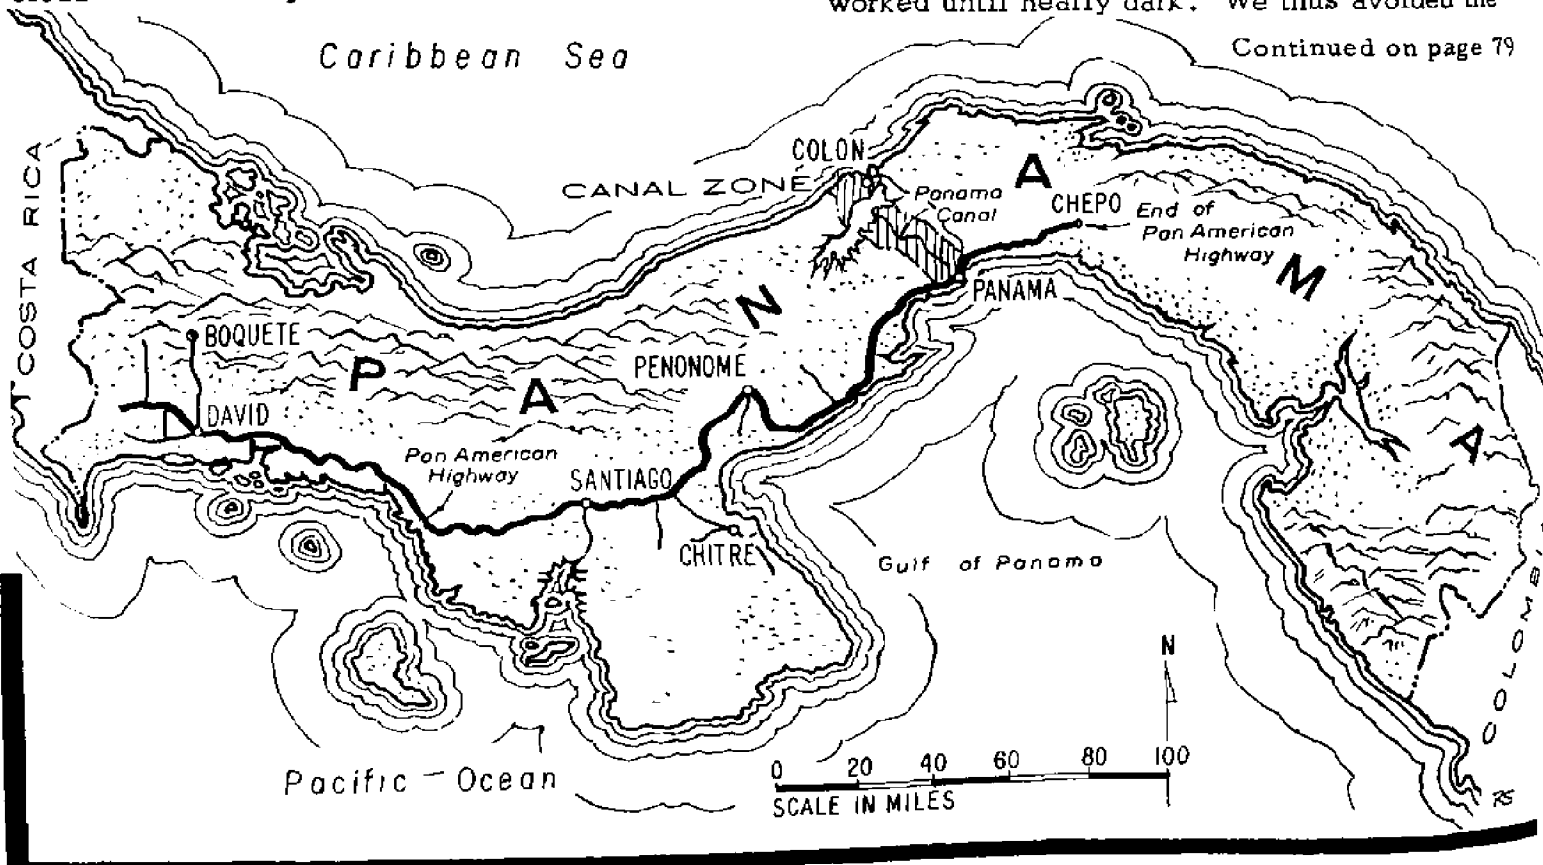 worked until nearly dark. We thus avoided the
Continued on page 79
Caribbean Sea
COLON
CANAL ZONE
Panama
Canal
A
CHEPO
End of
Pan American
Highway
COSTA RICA
M
PANAMA
N
BOQUETE
PENONOME
P
A
DAVID
A
Pan American
Highway
SANTIAGO
CHITRE
Gulf of Panama
COLOMB
N
Pacific Ocean
0 20 40 60 80 100
SCALE IN MILES
RS